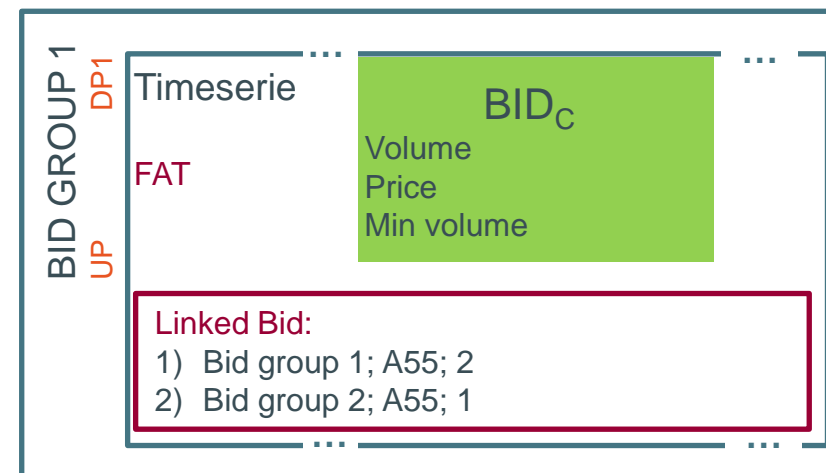 BID GROUP 1
UP DP1
... ...
Timeserie
FAT
BIDC
Volume
Price
Min volume
Linked Bid:
1) Bid group 1; A55; 2
2) Bid group 2; A55; 1
... ...